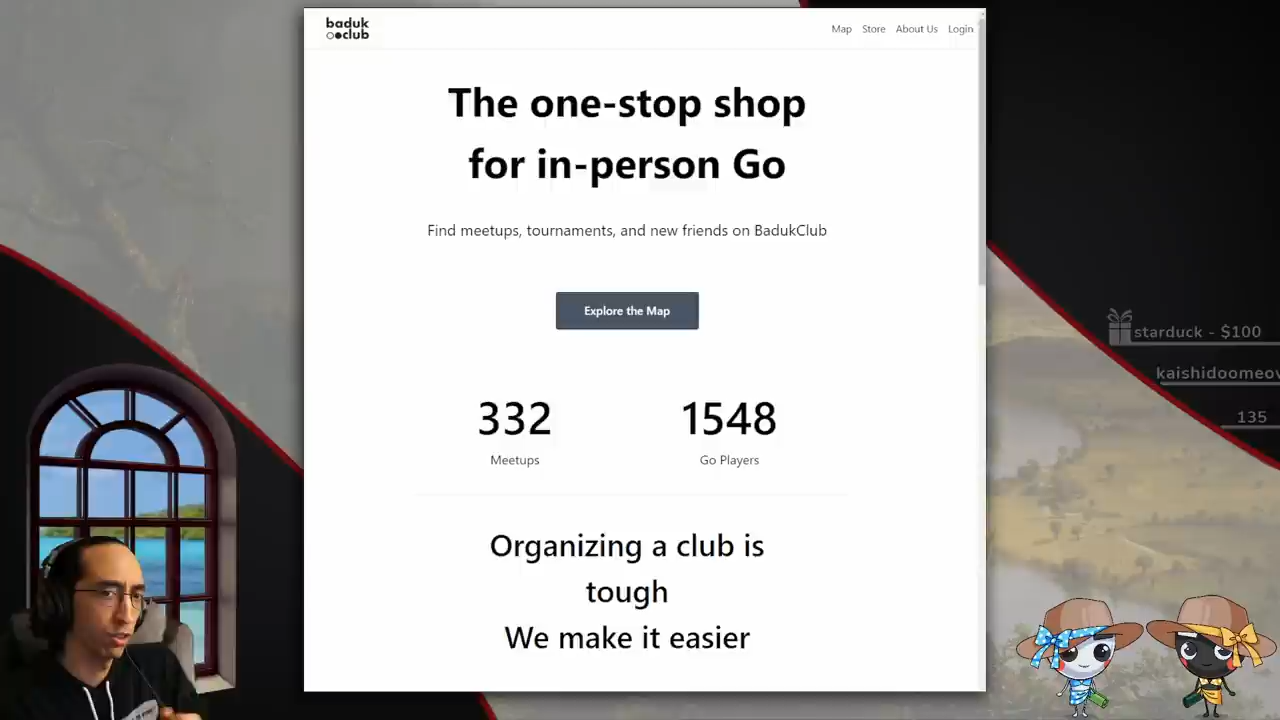 baduk
club
Map Store About Us Login
The one-stop shop
for in-person Go
Find meetups, tournaments, and new friends on BadukClub
Explore the Map
332
Meetups
1548
Go Players
Organizing a club is
tough
We make it easier
starduck - $100
kaishidoomeow
135